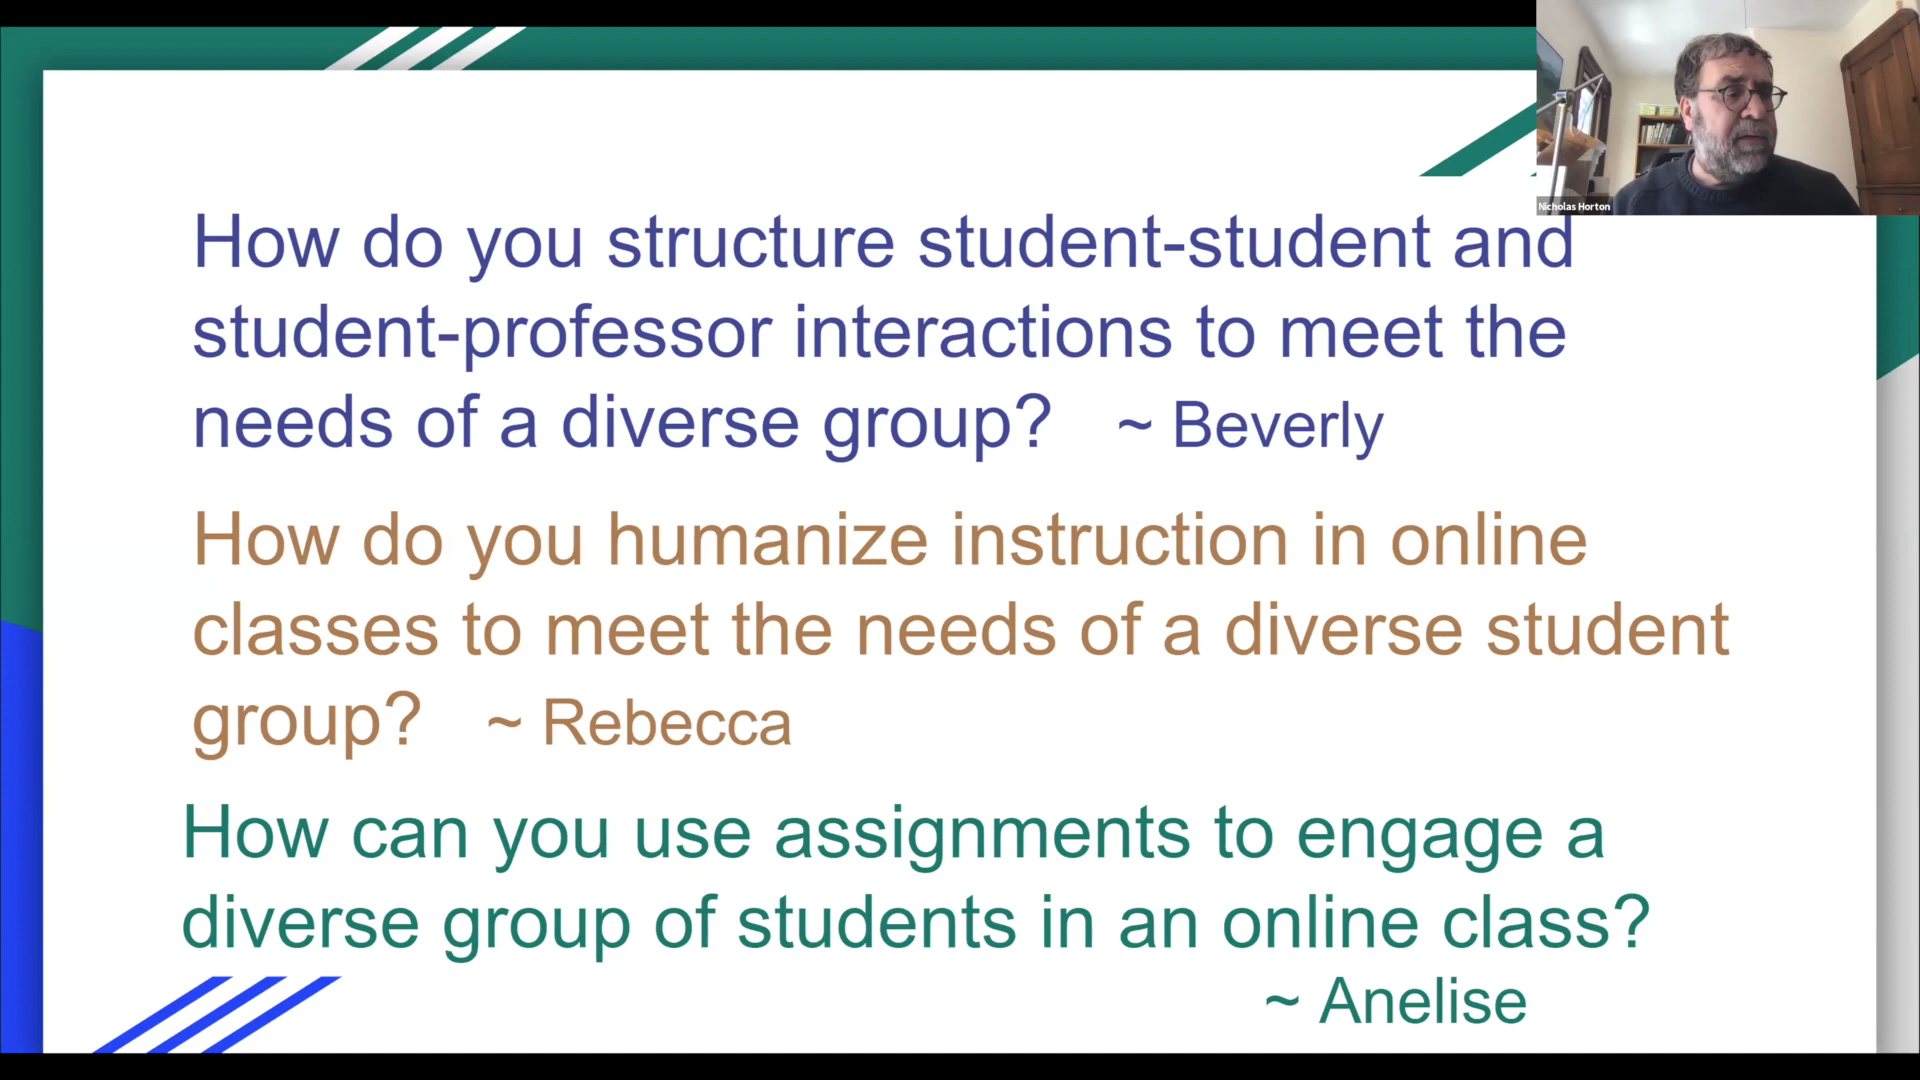 Nicholas Horton
How do you structure student-student and
student-professor interactions to meet the
needs of a diverse group? ~ Beverly
How do you humanize instruction in online
classes to meet the needs of a diverse student
group? ~ Rebecca
How can you use assignments to engage a
diverse group of students in an online class?
~ Anelise